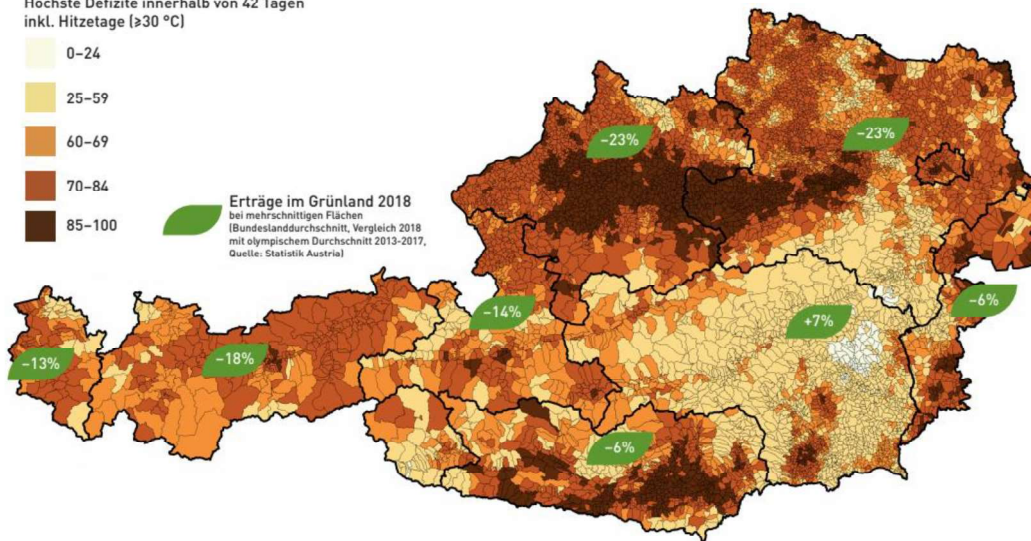 Höchste Defizite innerhalb von 42 Tagen
inkl. Hitzetage (≥30 °C)
0–24
25–59
60–69
70–84
85–100
Erträge im Grünland 2018
bei mehrschnittigen Flächen
(Bundeslanddurchschnitt, Vergleich 2018
mit olympischem Durchschnitt 2013-2017,
Quelle: Statistik Austria)
–23%
–23%
–14%
+7%
–6%
–13%
–18%
–6%